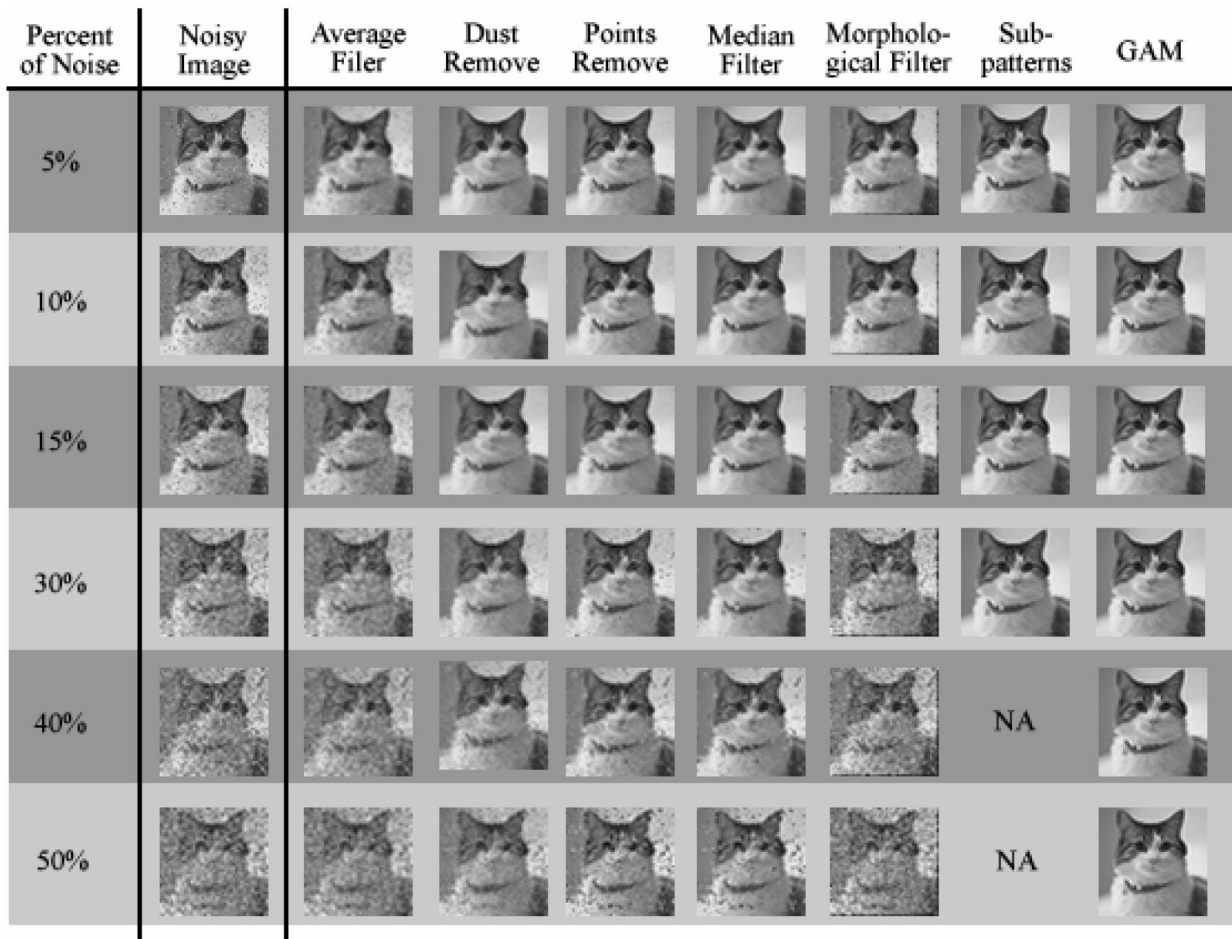 Percent
of Noise
Noisy
Image
Average
Filer
Dust
Remove
Points
Remove
Median
Filter
Morpholo-
gical Filter
Sub-
patterns
GAM
5%
10%
15%
30%
40%
NA
50%
NA